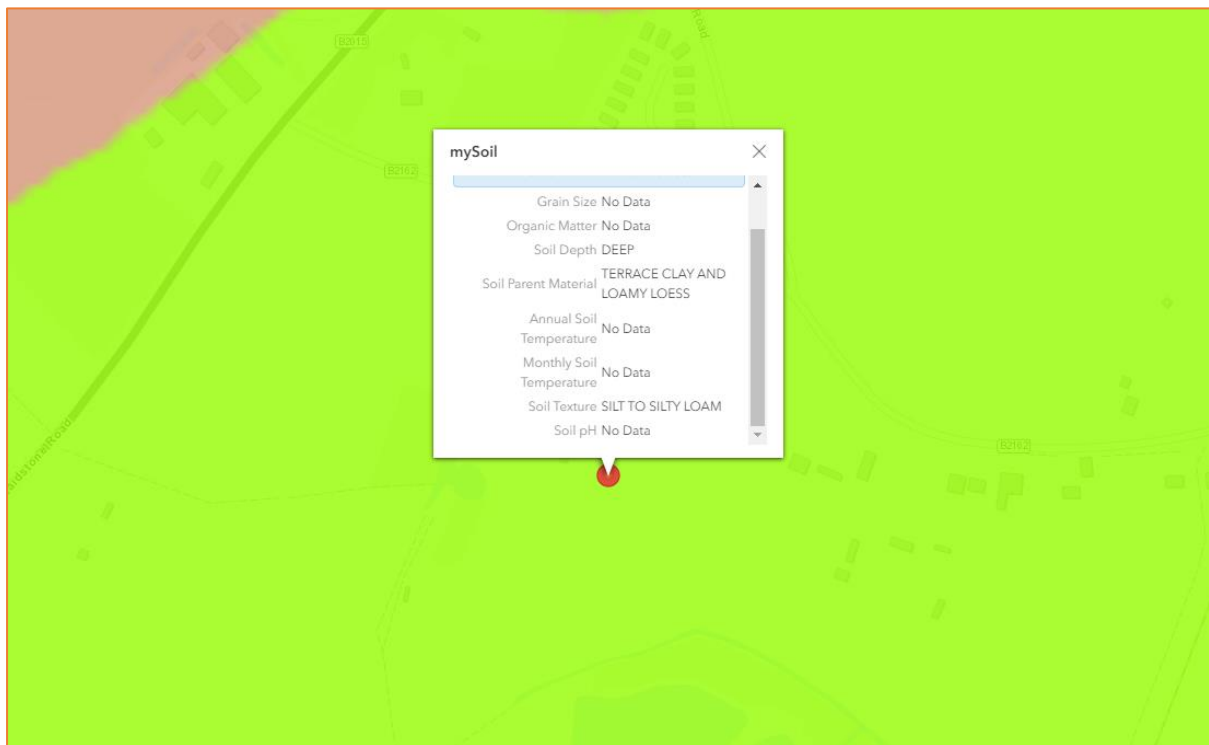 B2015
Road
mySoil
B2162
Grain Size No Data
Organic Matter No Data
Soil Depth DEEP
Soil Parent Material TERRACE CLAY AND
LOAMY LOESS
Annual Soil
Temperature No Data
Monthly Soil
Temperature No Data
Soil Texture SILT TO SILTY LOAM
Soil pH No Data
aidstone Road
B2162